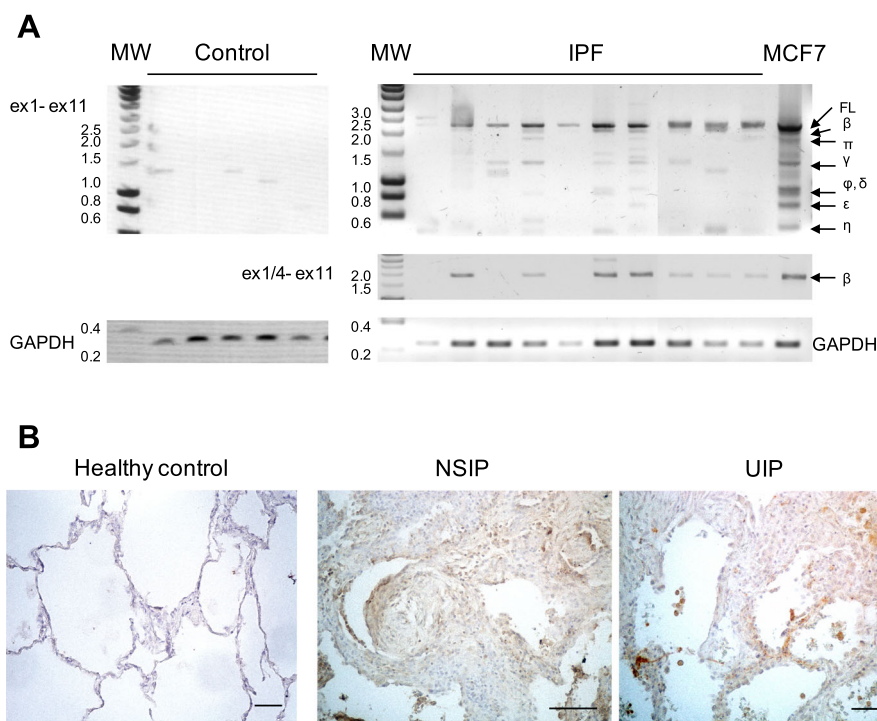 A
MW Control MW IPF MCF7
ex1- ex11
2.5
2.0
1.5
1.0
0.8
0.6
3.0
2.5
2.0
1.5
1.0
0.8
0.6
FL
β
π
γ
φ, δ
ε
η
ex1/4- ex11
2.0
1.5
β
GAPDH
0.4
0.2
0.4
0.2
GAPDH
B
Healthy control NSIP UIP